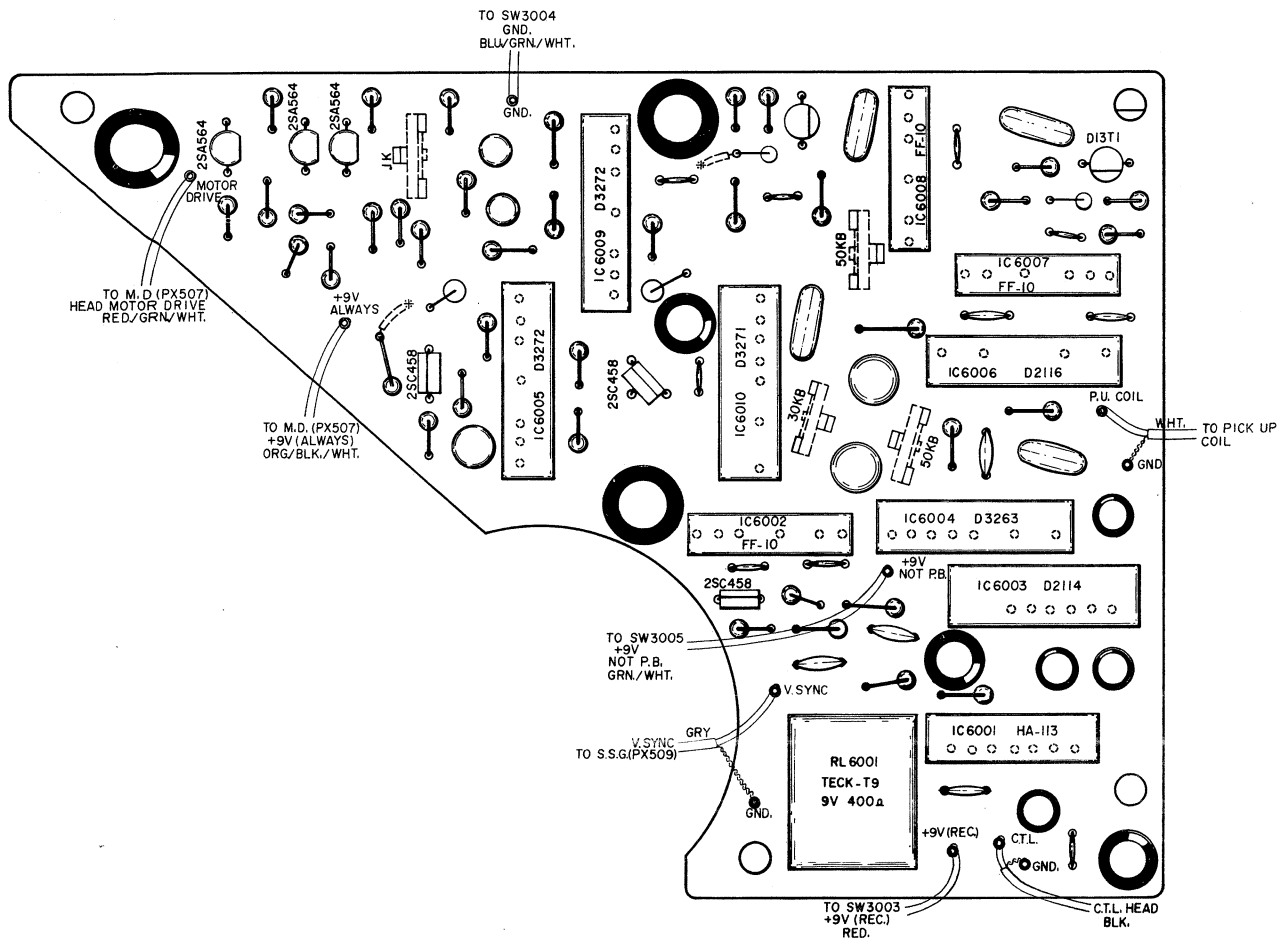 TO SW3004
GND.
BLU/GRN./WHT.
GND.
2SA564
2SA564
2SA564
JK
MOTOR
DRIVE
TO M.D (PX507)
HEAD MOTOR DRIVE
RED/GRN/WHT.
+9V
ALWAYS
*
TO M.D. (PX507)
+9V (ALWAYS)
ORG/BLK./WHT.
2SC458
IC6005 D3272
IC6009 D3272
*
2SC458
IC6010 D3271
50KB
30KB
50KB
IC6008 FF-10
D13T1
IC6007
FF-10
IC6006 D2116
P.U. COIL
WHT.
TO PICK UP
COIL
GND
IC6002
FF-10
IC6004 D3263
+9V
NOT P.B.
IC6003 D2114
2SC458
TO SW3005
+9V
NOT P.B.
GRN./WHT.
V.SYNC
GRY
V.SYNC
TO S.S.G.(PX509)
GND.
RL6001
TECK-T9
9V 400Ω
IC6001 HA-113
+9V (REC.)
C.T.L.
GND.
TO SW3003
+9V (REC.)
RED.
C.T.L. HEAD
BLK.